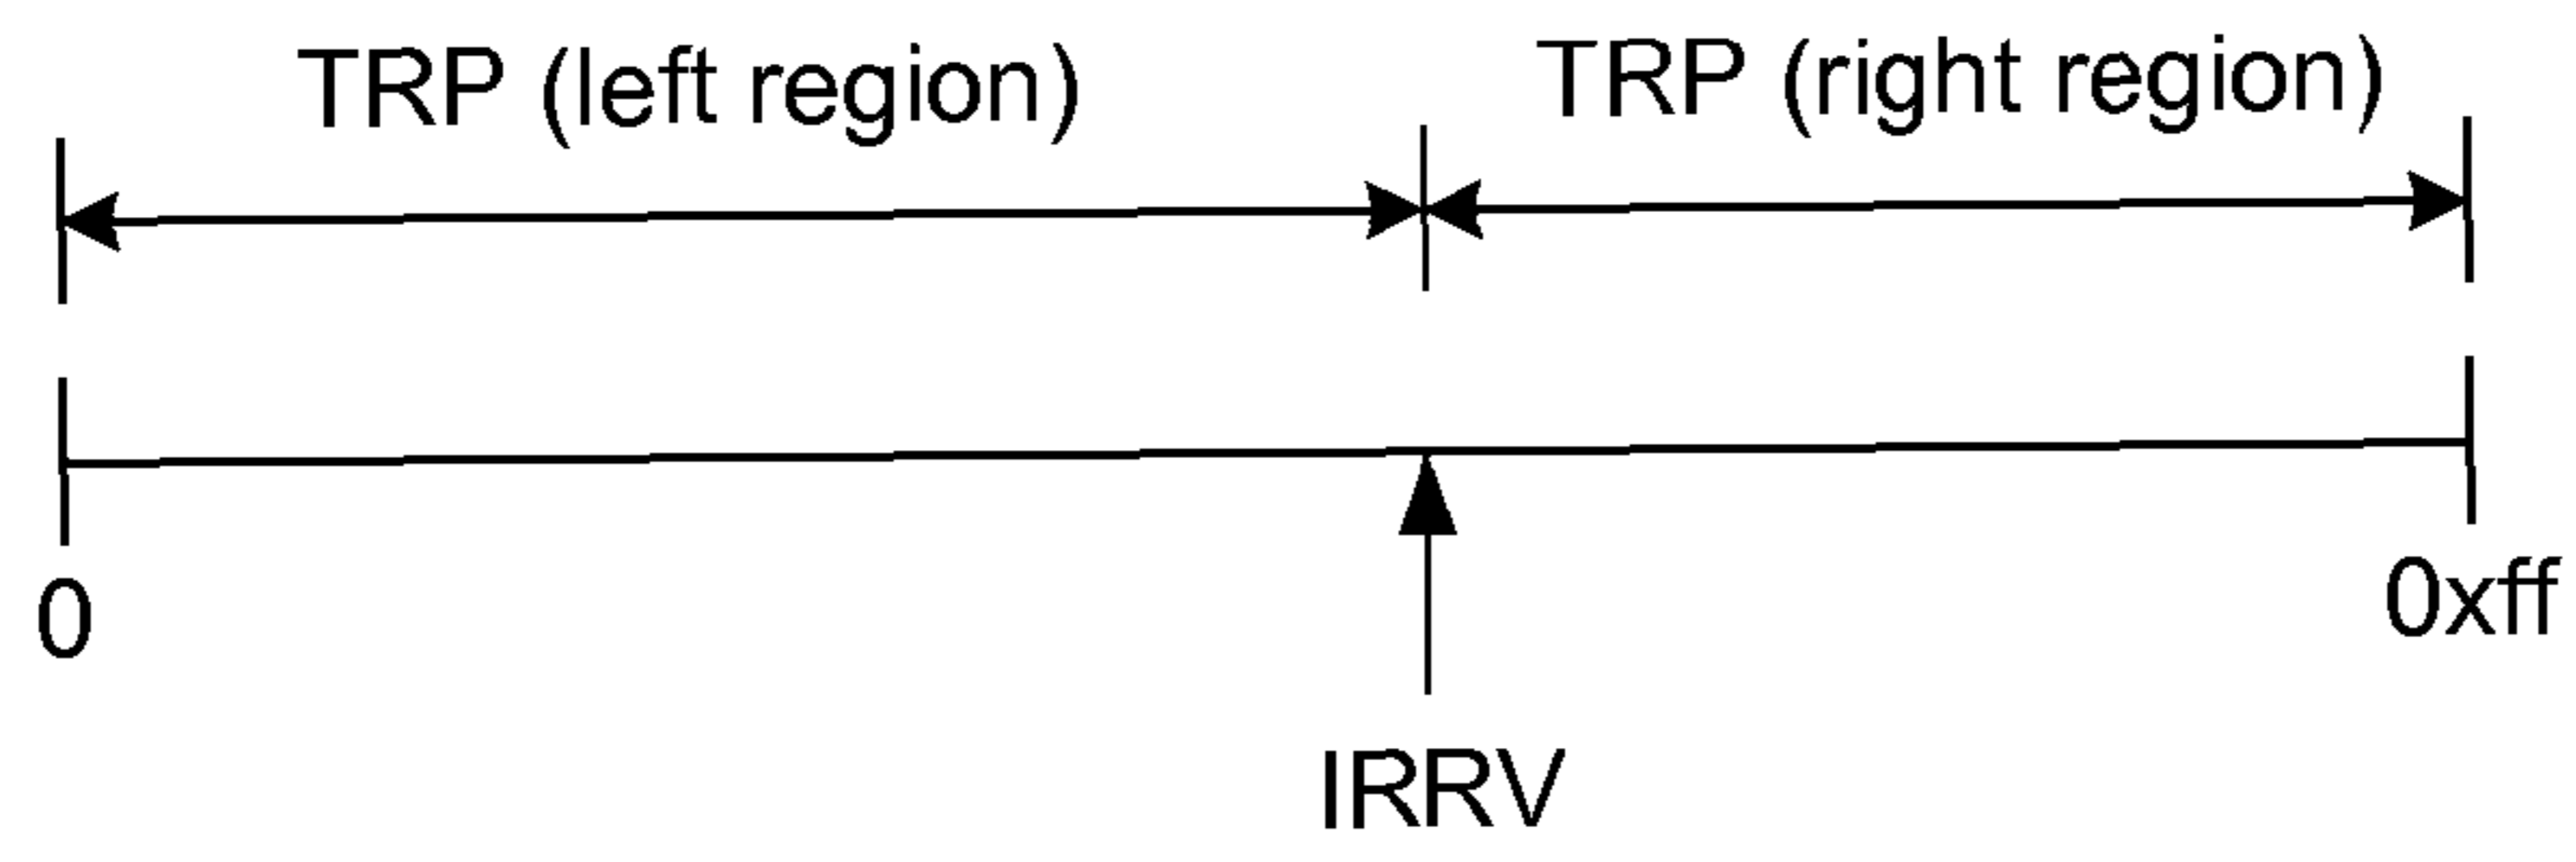 TRP (left region) TRP (right region)
0 0xff
IRRV